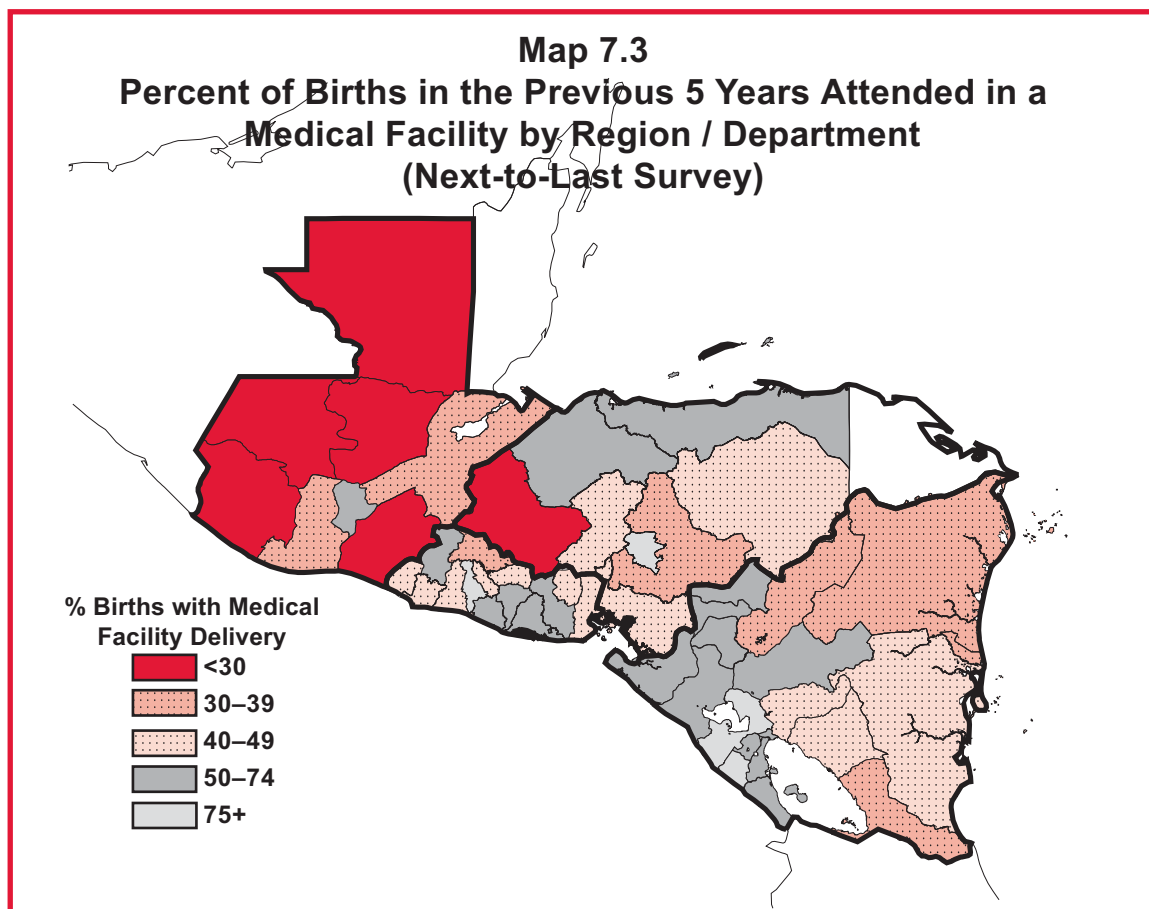 Map 7.3
Percent of Births in the Previous 5 Years Attended in a
Medical Facility by Region / Department
(Next-to-Last Survey)
% Births with Medical
Facility Delivery
<30
30–39
40–49
50–74
75+